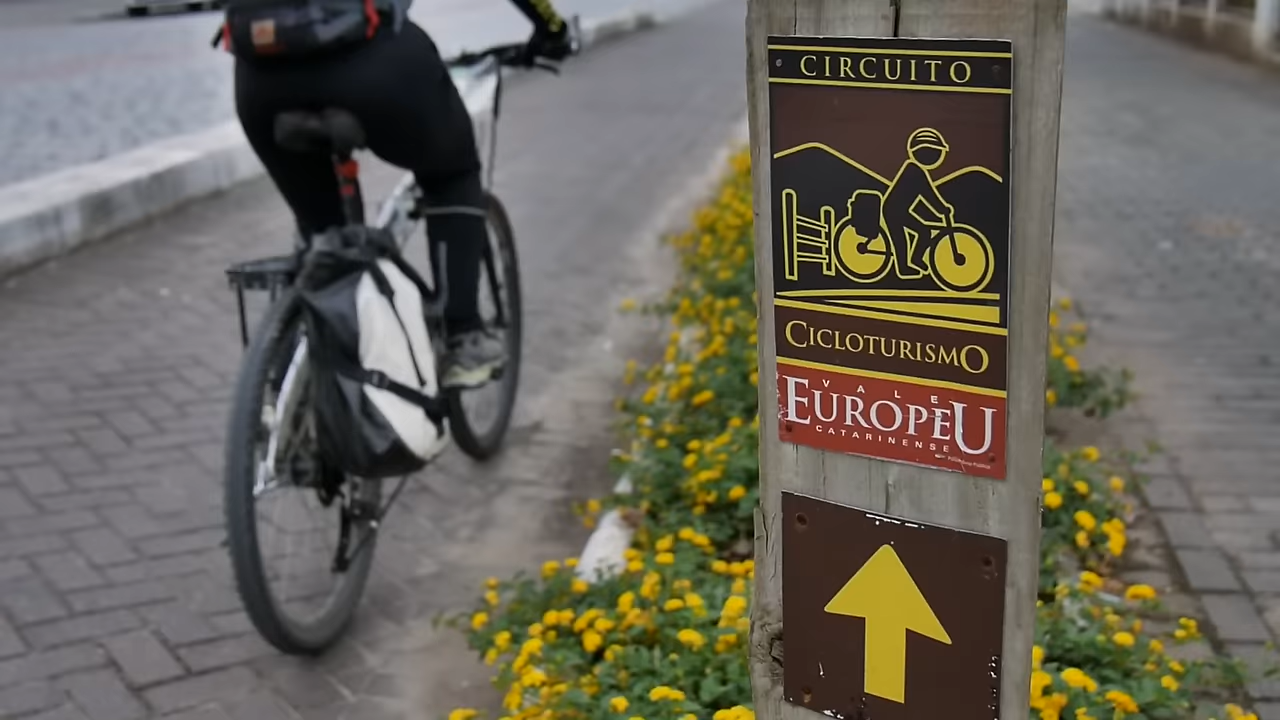 CIRCUITO
CICLOTURISMO
VALE
EUROPEU
CATARINENSE